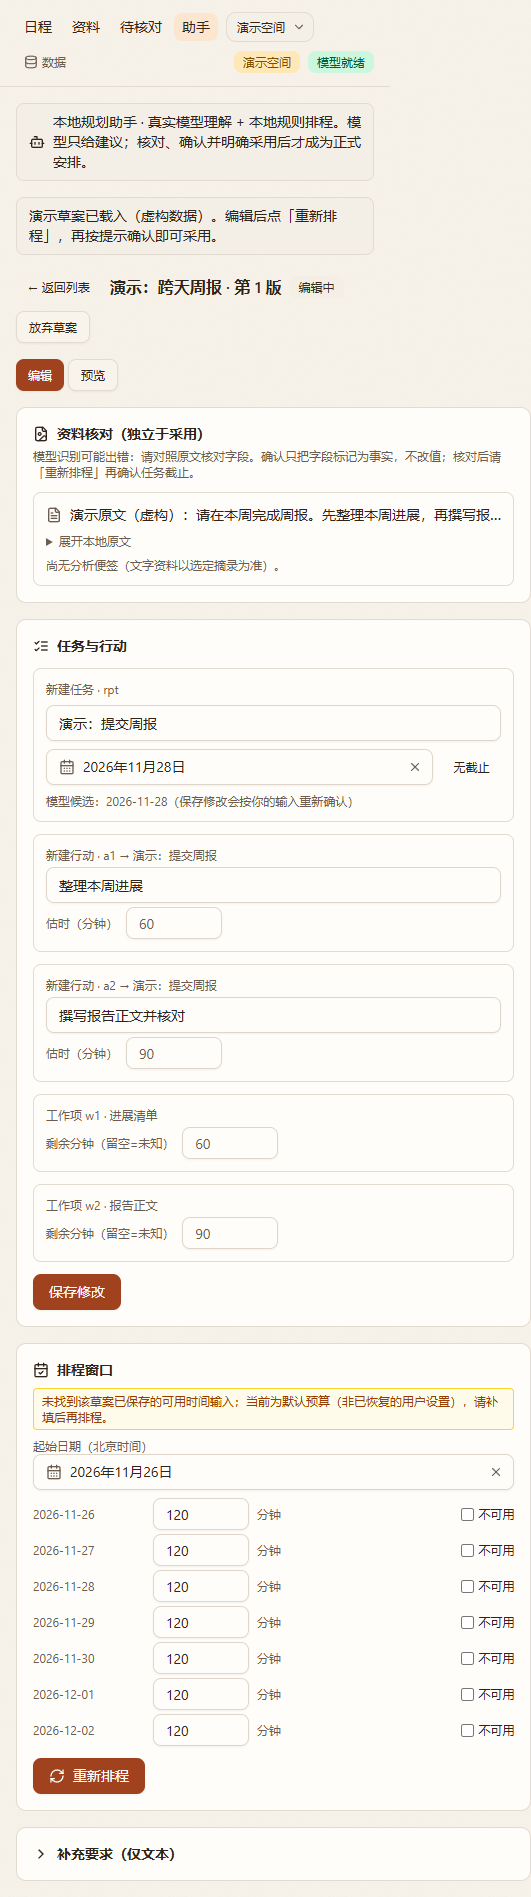 日程 资料 待核对 助手 演示空间
数据 演示空间 模型就绪
本地规划助手 · 真实模型理解 + 本地规则排程。模
型只给建议；核对、确认并明确采用后才成为正式
安排。
演示草案已载入（虚构数据）。编辑后点「重新排
程」，再按提示确认即可采用。
← 返回列表 演示：跨天周报 · 第 1 版 编辑中
放弃草案
编辑 预览
资料核对（独立于采用）
模型识别可能出错：请对照原文核对字段。确认只把字段标记为事实，不改值；核对后请
「重新排程」再确认任务截止。
演示原文（虚构）：请在本周完成周报。先整理本周进展，再撰写报...
▶ 展开本地原文
尚无分析便签（文字资料以选定摘录为准）。
任务与行动
新建任务 · rpt
演示：提交周报
2026年11月28日 × 无截止
模型候选：2026-11-28（保存修改会按你的输入重新确认）
新建行动 · a1 → 演示：提交周报
整理本周进展
估时（分钟） 60
新建行动 · a2 → 演示：提交周报
撰写报告正文并核对
估时（分钟） 90
工作项 w1 · 进展清单
剩余分钟（留空=未知） 60
工作项 w2 · 报告正文
剩余分钟（留空=未知） 90
保存修改
排程窗口
未找到该草案已保存的可用时间输入；当前为默认预算（非已恢复的用户设置），请补
填后再排程。
起始日期（北京时间）
2026年11月26日 ×
2026-11-26 120 分钟 不可用
2026-11-27 120 分钟 不可用
2026-11-28 120 分钟 不可用
2026-11-29 120 分钟 不可用
2026-11-30 120 分钟 不可用
2026-12-01 120 分钟 不可用
2026-12-02 120 分钟 不可用
重新排程
补充要求（仅文本）